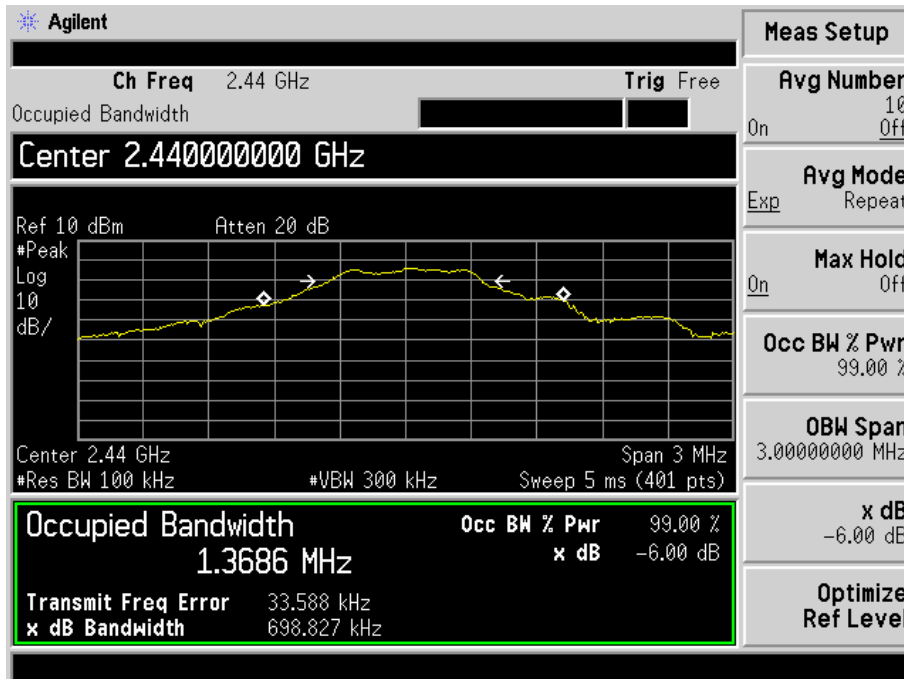 Agilent
Ch Freq 2.44 GHz Trig Free
Occupied Bandwidth
Center 2.440000000 GHz
Ref 10 dBm Atten 20 dB
#Peak
Log
10
dB/
Center 2.44 GHz Span 3 MHz
#Res BW 100 kHz #VBW 300 kHz Sweep 5 ms (401 pts)
Occupied Bandwidth Occ BW % Pwr 99.00 %
1.3686 MHz x dB -6.00 dB
Transmit Freq Error 33.588 kHz
x dB Bandwidth 698.827 kHz
Meas Setup
Avg Number
10
On Off
Avg Mode
Exp Repeat
Max Hold
On Off
Occ BW % Pwr
99.00 %
OBW Span
3.00000000 MHz
x dB
-6.00 dB
Optimize
Ref Level